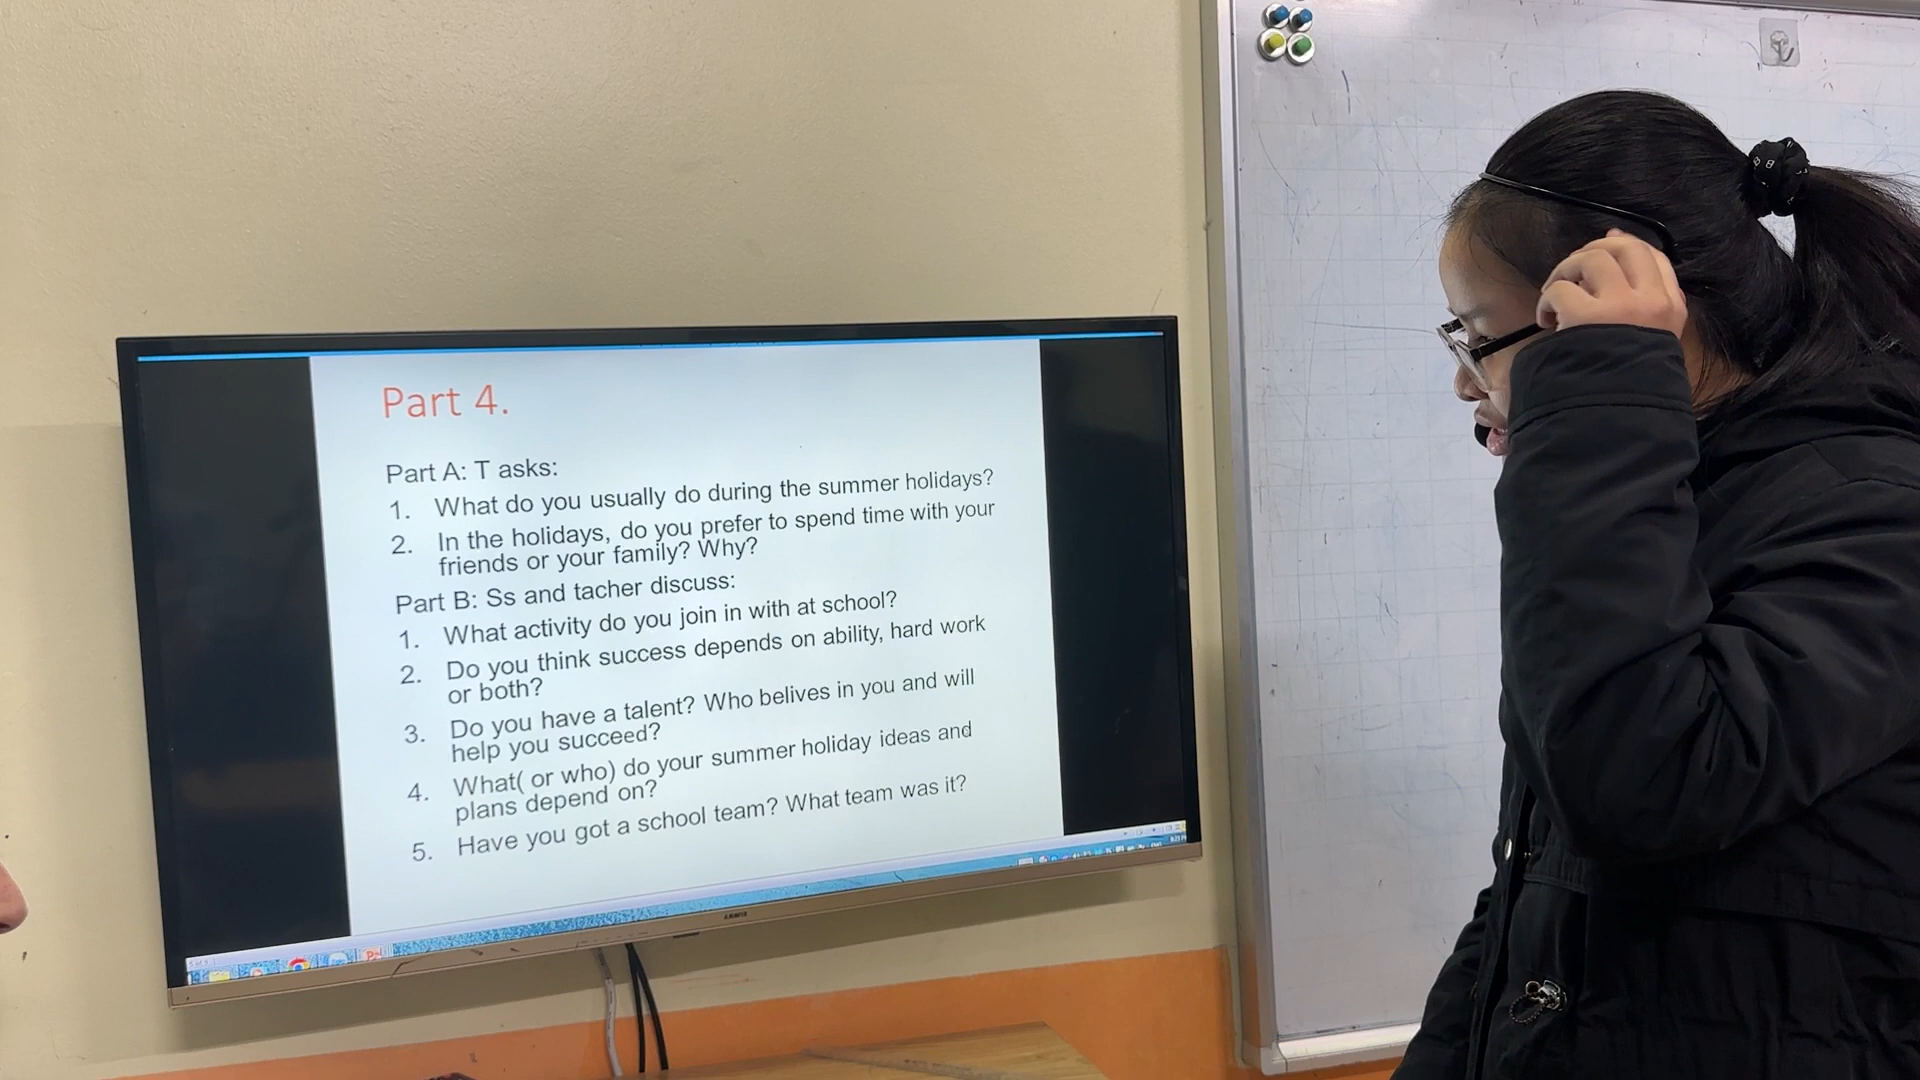 Part 4.
Part A: T asks:
1. What do you usually do during the summer holidays?
2. In the holidays, do you prefer to spend time with your
friends or your family? Why?
Part B: Ss and tacher discuss:
1. What activity do you join in with at school?
2. Do you think success depends on ability, hard work
or both?
3. Do you have a talent? Who belives in you and will
help you succeed?
4. What( or who) do your summer holiday ideas and
plans depend on?
5. Have you got a school team? What team was it?